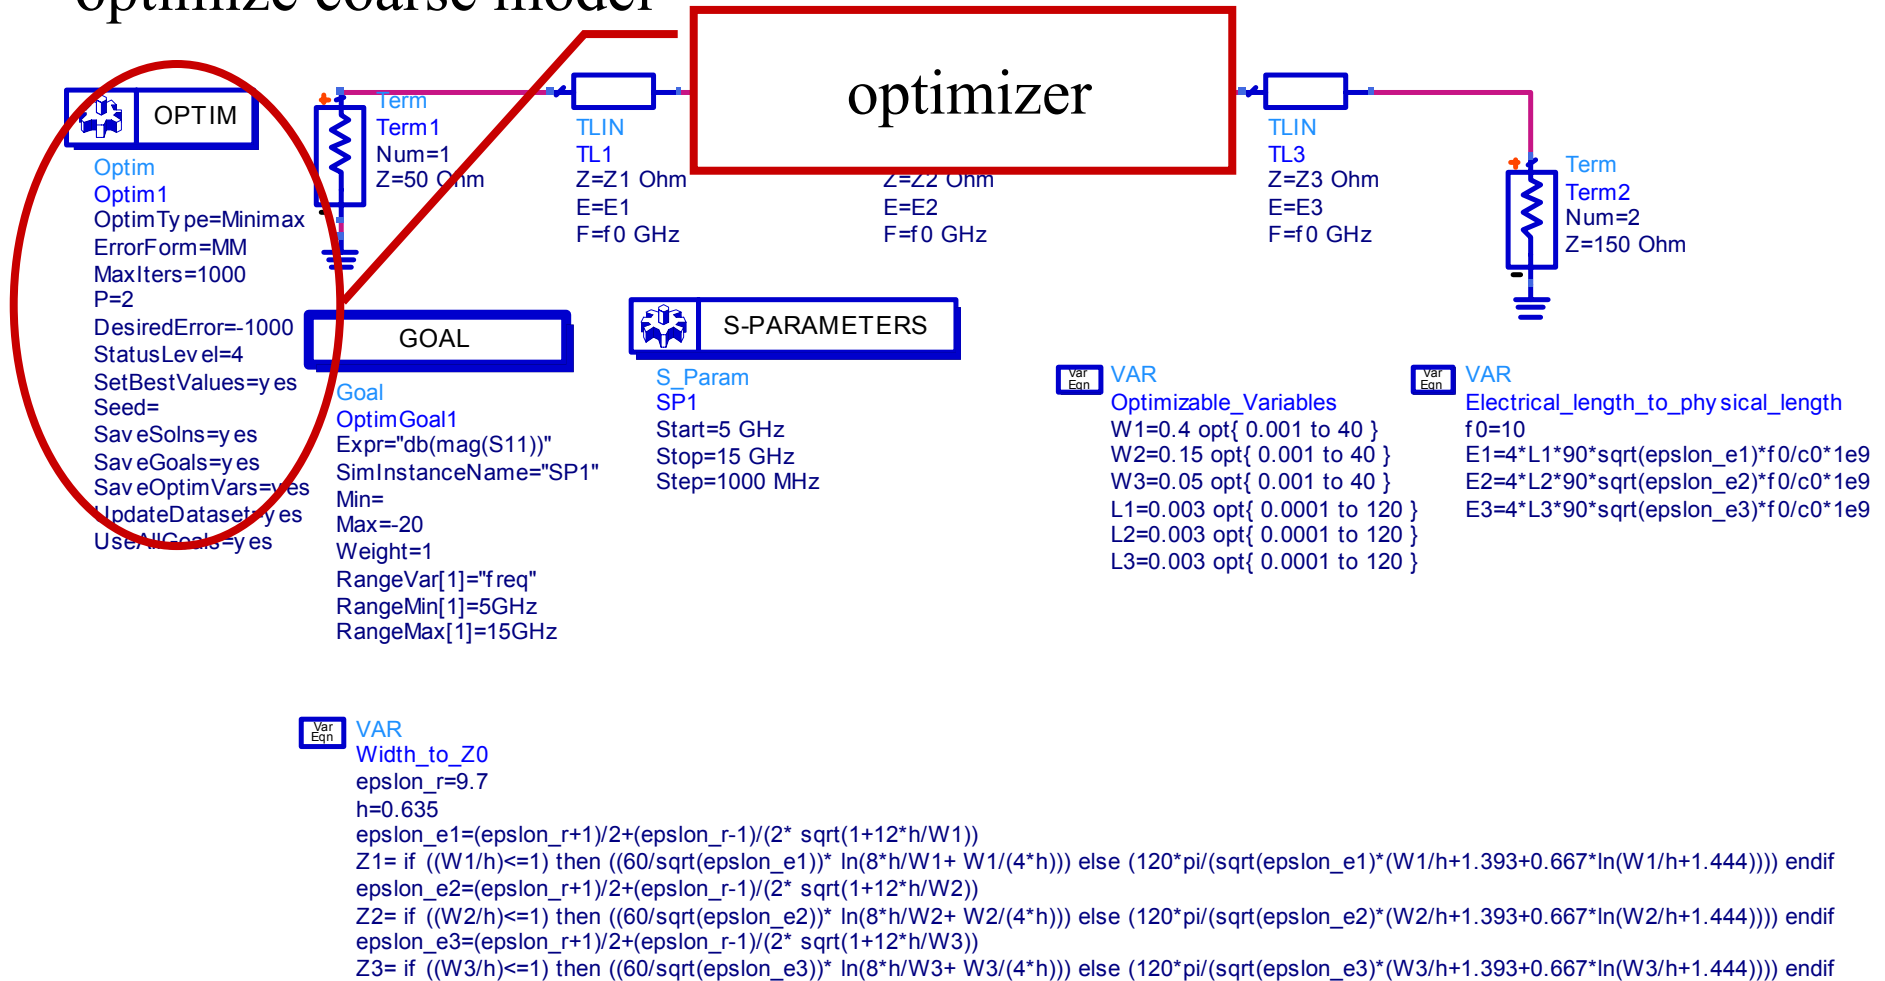 optimize coarse model
optimizer
OPTIM
Optim
Optim1
OptimType=Minimax
ErrorForm=MM
MaxIters=1000
P=2
DesiredError=-1000
StatusLevel=4
SetBestValues=yes
Seed=
SaveSolns=yes
SaveGoals=yes
SaveOptimVars=yes
UpdateDataset=yes
UseAllGoals=yes
Term
Term1
Num=1
Z=50 Ohm
TLIN
TL1
Z=Z1 Ohm
E=E1
F=f0 GHz
Z=Z2 Ohm
E=E2
F=f0 GHz
TLIN
TL3
Z=Z3 Ohm
E=E3
F=f0 GHz
Term
Term2
Num=2
Z=150 Ohm
GOAL
Goal
OptimGoal1
Expr="db(mag(S11))"
SimInstanceName="SP1"
Min=
Max=-20
Weight=1
RangeVar[1]="freq"
RangeMin[1]=5GHz
RangeMax[1]=15GHz
S-PARAMETERS
S_Param
SP1
Start=5 GHz
Stop=15 GHz
Step=1000 MHz
Var
Eqn
VAR
Optimizable_Variables
W1=0.4 opt{ 0.001 to 40 }
W2=0.15 opt{ 0.001 to 40 }
W3=0.05 opt{ 0.001 to 40 }
L1=0.003 opt{ 0.0001 to 120 }
L2=0.003 opt{ 0.0001 to 120 }
L3=0.003 opt{ 0.0001 to 120 }
Var
Eqn
VAR
Electrical_length_to_physical_length
f0=10
E1=4*L1*90*sqrt(epslon_e1)*f0/c0*1e9
E2=4*L2*90*sqrt(epslon_e2)*f0/c0*1e9
E3=4*L3*90*sqrt(epslon_e3)*f0/c0*1e9
Var
Eqn
VAR
Width_to_Z0
epslon_r=9.7
h=0.635
epslon_e1=(epslon_r+1)/2+(epslon_r-1)/(2* sqrt(1+12*h/W1))
Z1= if ((W1/h)<=1) then ((60/sqrt(epslon_e1))* ln(8*h/W1+ W1/(4*h))) else (120*pi/(sqrt(epslon_e1)*(W1/h+1.393+0.667*ln(W1/h+1.444)))) endif
epslon_e2=(epslon_r+1)/2+(epslon_r-1)/(2* sqrt(1+12*h/W2))
Z2= if ((W2/h)<=1) then ((60/sqrt(epslon_e2))* ln(8*h/W2+ W2/(4*h))) else (120*pi/(sqrt(epslon_e2)*(W2/h+1.393+0.667*ln(W2/h+1.444)))) endif
epslon_e3=(epslon_r+1)/2+(epslon_r-1)/(2* sqrt(1+12*h/W3))
Z3= if ((W3/h)<=1) then ((60/sqrt(epslon_e3))* ln(8*h/W3+ W3/(4*h))) else (120*pi/(sqrt(epslon_e3)*(W3/h+1.393+0.667*ln(W3/h+1.444)))) endif